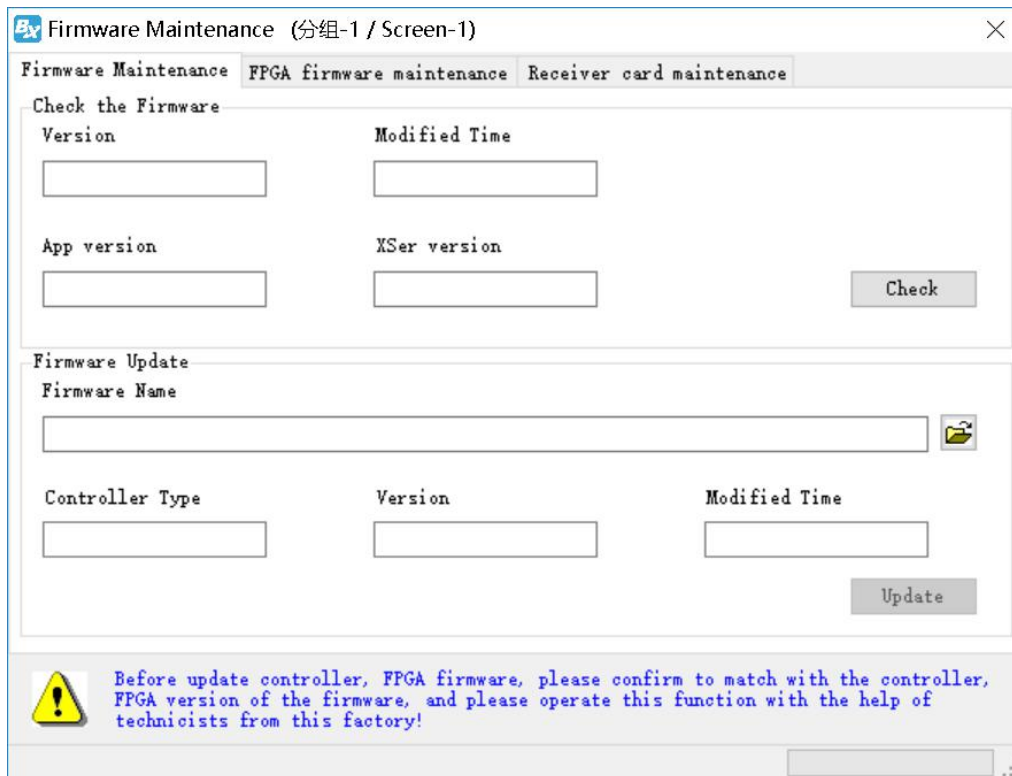 BX Firmware Maintenance (分组-1 / Screen-1)
Firmware Maintenance FPGA firmware maintenance Receiver card maintenance
Check the Firmware
Version Modified Time
App version XSer version
Check
Firmware Update
Firmware Name
Controller Type Version Modified Time
Update
Before update controller, FPGA firmware, please confirm to match with the controller,
FPGA version of the firmware, and please operate this function with the help of
technicists from this factory!